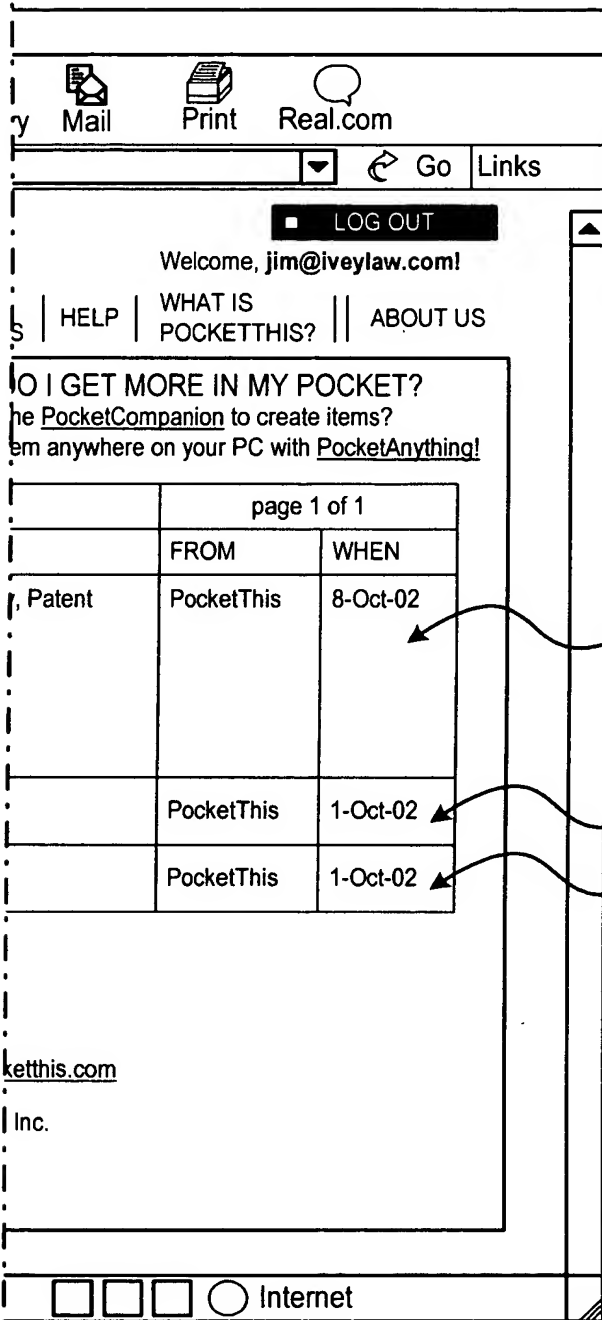 y Mail Print Real.com
Go Links
LOG OUT
Welcome, jim@iveylaw.com!
S HELP WHAT IS POCKETTHIS? ABOUT US
O I GET MORE IN MY POCKET?
he PocketCompanion to create items?
em anywhere on your PC with PocketAnything!
page 1 of 1
FROM WHEN
, Patent PocketThis 8-Oct-02
PocketThis 1-Oct-02
PocketThis 1-Oct-02
ketthis.com
Inc.
Internet